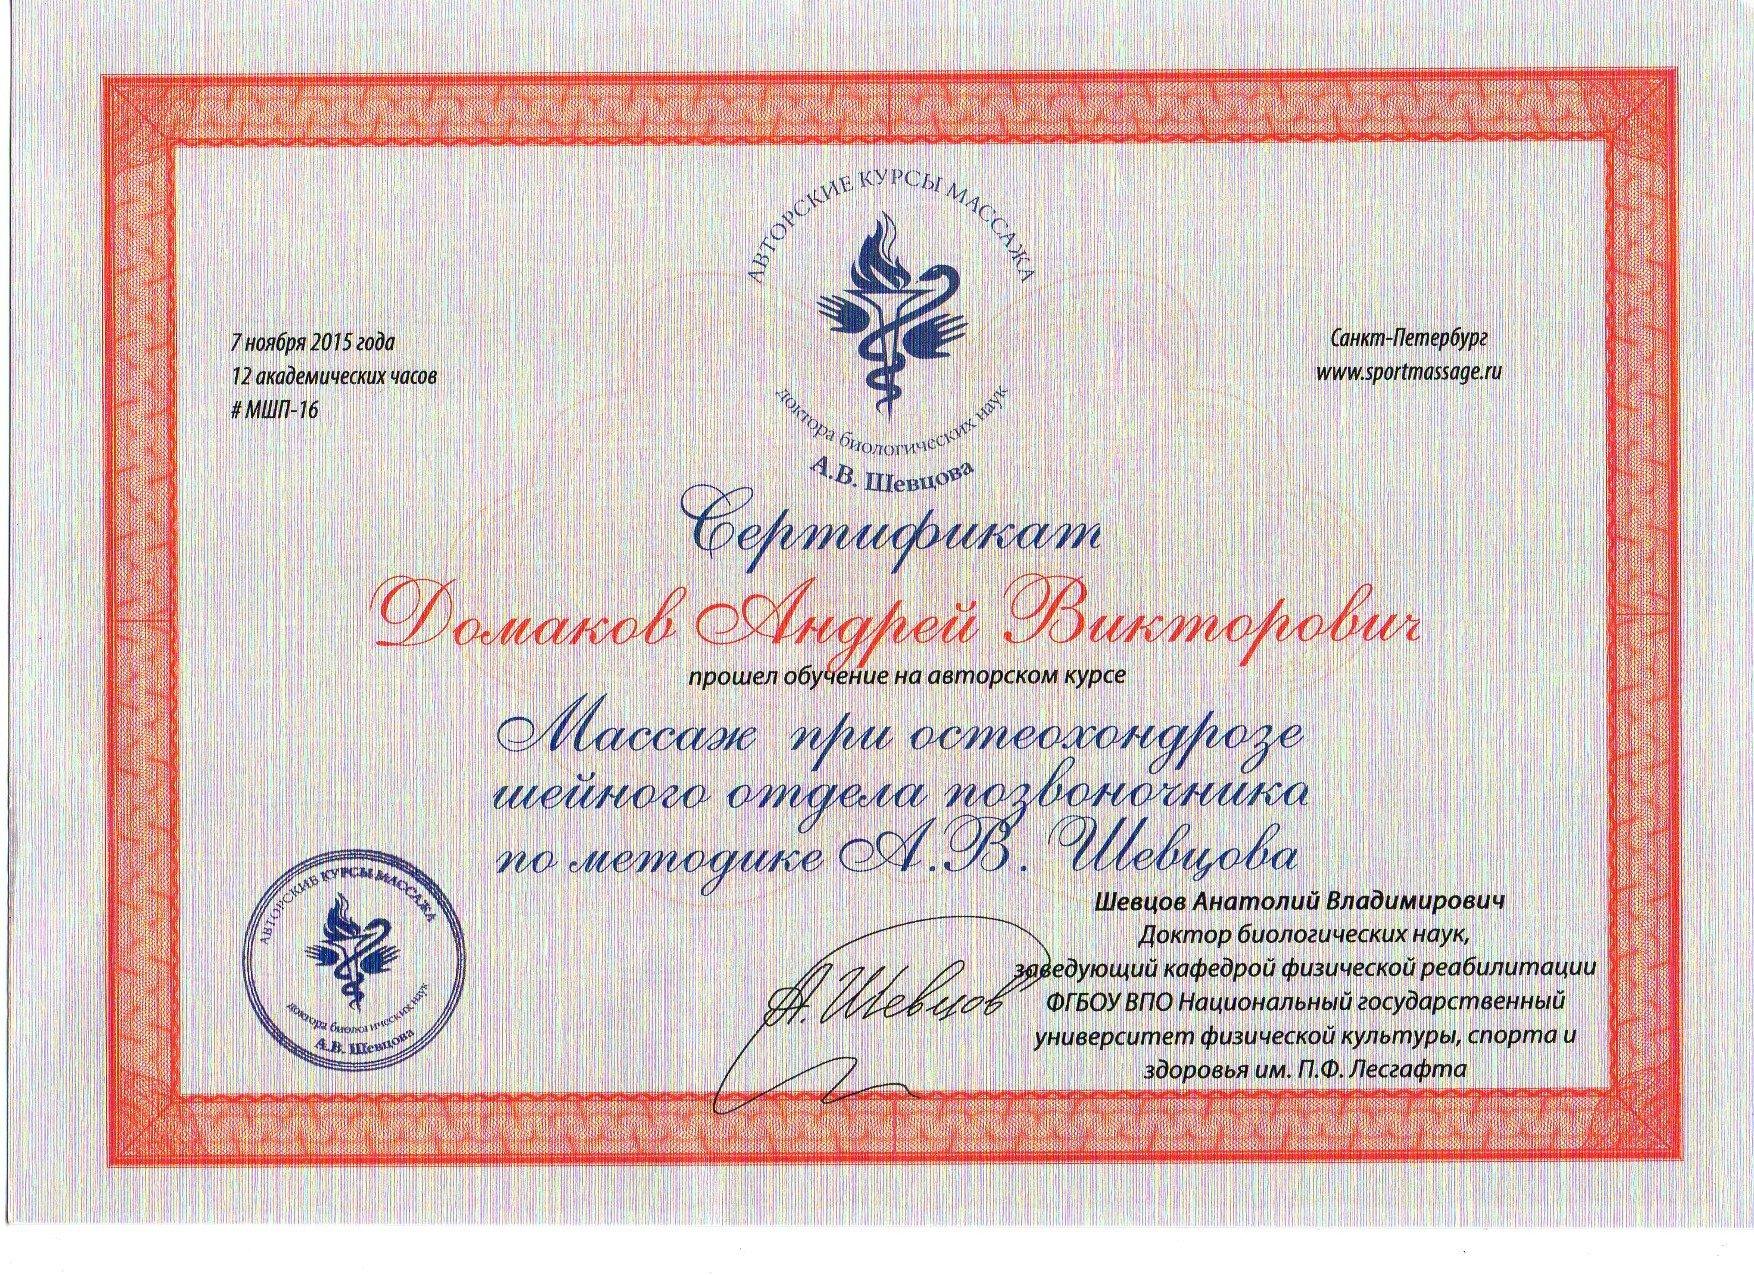 АВТОРСКИЕ КУРСЫ МАССАЖА
доктора биологических наук
А.В. Шевцова
7 ноября 2015 года
12 академических часов
# МШП-16
Санкт-Петербург
www.sportmassage.ru
Сертификат
Домаков Андрей Викторович
прошел обучение на авторском курсе
Массаж при остеохондрозе
шейного отдела позвоночника
по методике А.В. Шевцова
Шевцов Анатолий Владимирович
Доктор биологических наук,
заведующий кафедрой физической реабилитации
ФГБОУ ВПО Национальный государственный
университет физической культуры, спорта и
здоровья им. П.Ф. Лесгафта
А. Шевцов
АВТОРСКИЕ КУРСЫ МАССАЖА
доктора биологических наук
А.В. Шевцова